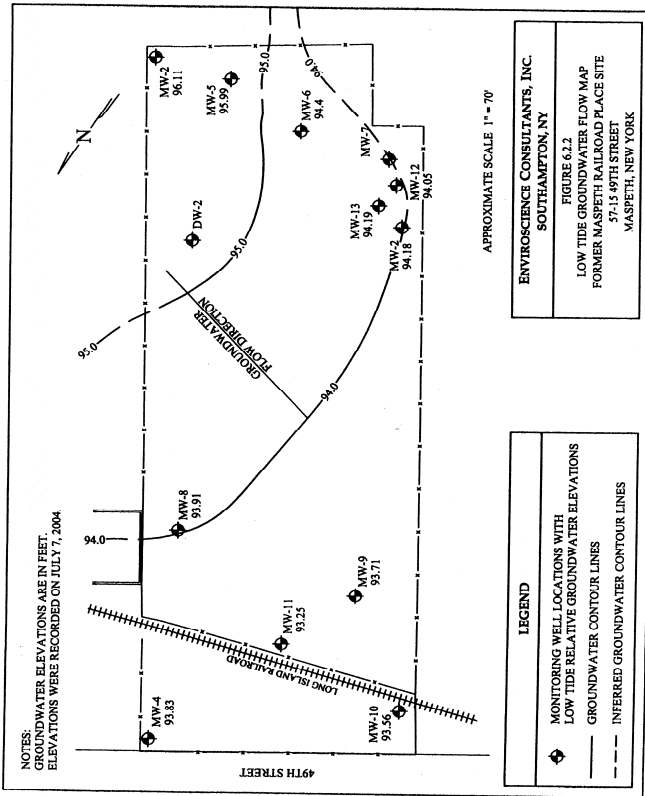 NOTES:
GROUNDWATER ELEVATIONS ARE IN FEET.
ELEVATIONS WERE RECORDED ON JULY 7, 2004.
N
MW-2
96.11
MW-5
95.99
95.0
94.0
MW-6
94.4
MW-7
MW-12
94.05
MW-13
94.19
MW-2
94.18
DW-2
95.0
95.0
GROUNDWATER
FLOW DIRECTION
94.0
94.0
MW-8
93.91
MW-9
93.71
MW-11
93.25
LONG ISLAND RAILROAD
MW-4
93.83
MW-10
93.56
49TH STREET
APPROXIMATE SCALE 1" = 70'
LEGEND
MONITORING WELL LOCATIONS WITH
LOW TIDE RELATIVE GROUNDWATER ELEVATIONS
GROUNDWATER CONTOUR LINES
INFERRED GROUNDWATER CONTOUR LINES
ENVIROSCIENCE CONSULTANTS, INC.
SOUTHAMPTON, NY
FIGURE 6.2.2
LOW TIDE GROUNDWATER FLOW MAP
FORMER MASPETH RAILROAD PLACE SITE
57-15 49TH STREET
MASPETH, NEW YORK